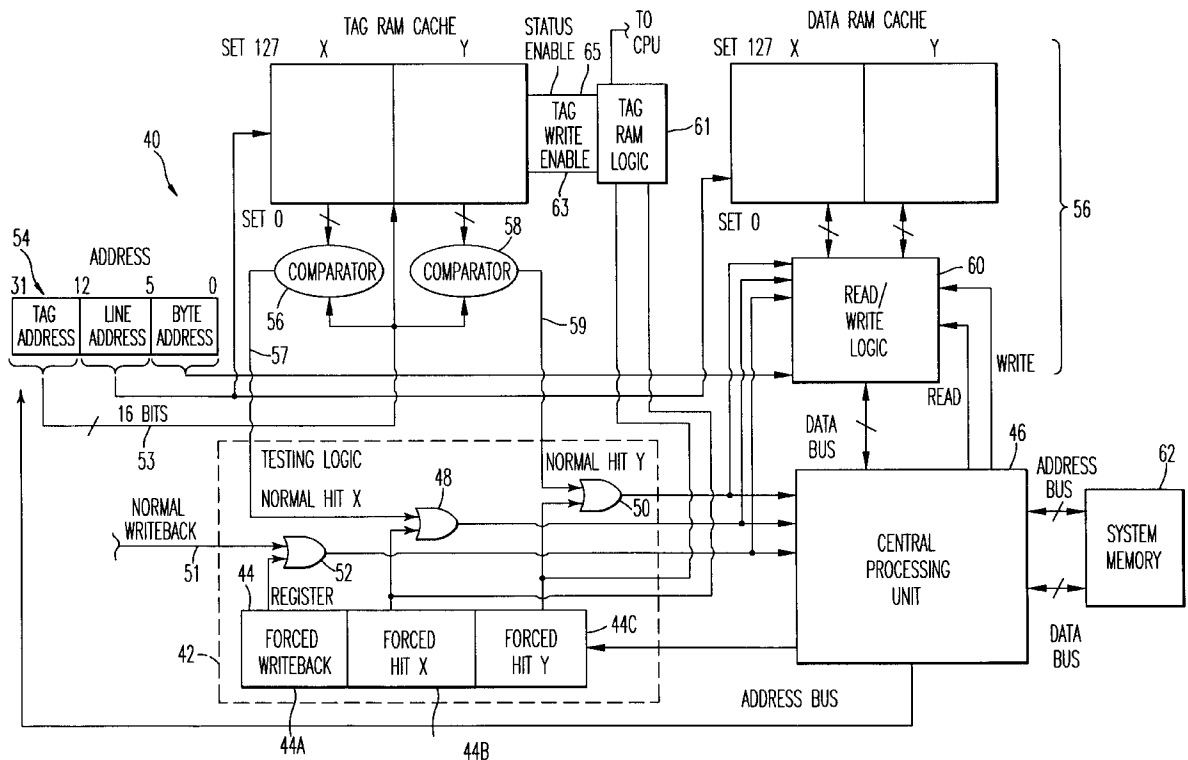 TAG RAM CACHE
SET 127 X Y
STATUS ENABLE 65
TO CPU
DATA RAM CACHE
SET 127 X Y
TAG WRITE ENABLE
63
TAG RAM LOGIC
61
40
SET 0
SET 0
56
58
COMPARATOR
COMPARATOR
56
57
59
60
READ/ WRITE LOGIC
54
ADDRESS
31 12 5 0
TAG ADDRESS
LINE ADDRESS
BYTE ADDRESS
16 BITS
53
WRITE
READ
DATA BUS
46
TESTING LOGIC
NORMAL HIT X
NORMAL HIT Y
48
50
NORMAL WRITEBACK
51
52
CENTRAL PROCESSING UNIT
ADDRESS BUS
62
SYSTEM MEMORY
DATA BUS
44
REGISTER
42
FORCED WRITEBACK
FORCED HIT X
FORCED HIT Y
44C
44A
44B
ADDRESS BUS